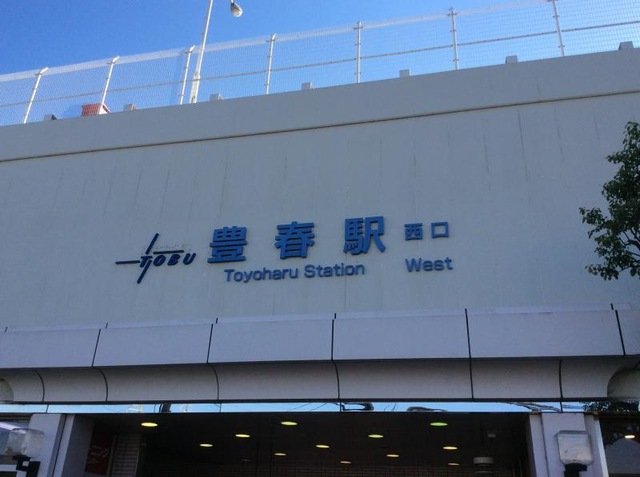 TOBU 豊春駅 西口
Toyoharu Station West